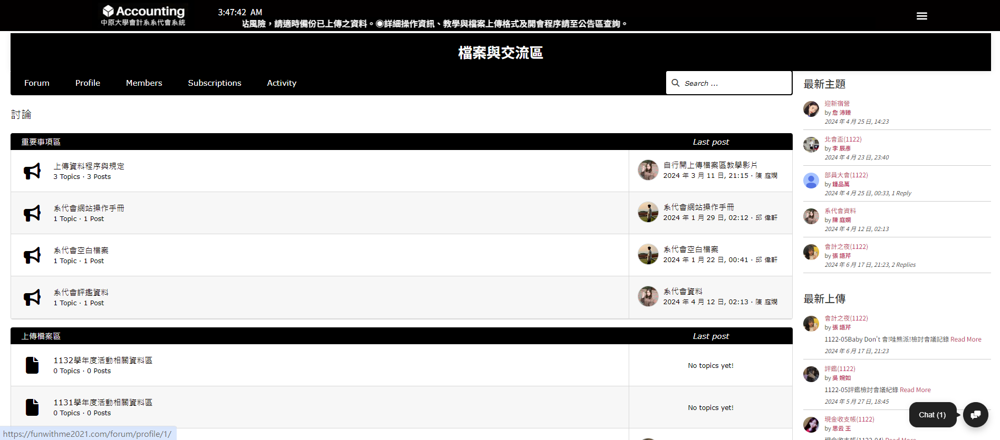 Accounting
中原大學會計系系代會系統
3:47:42 AM
站風險，請適時備份已上傳之資料。◉詳細操作資訊、教學與檔案上傳格式及開會程序請至公告區查詢。
檔案與交流區
Forum Profile Members Subscriptions Activity
Search ...
討論
重要事項區 Last post
上傳資料程序與規定
3 Topics · 3 Posts
自行開上傳檔案區教學影片
2024 年 3 月 11 日, 21:15 · 陳 庭嫻
系代會網站操作手冊
1 Topic · 1 Post
系代會網站操作手冊
2024 年 1 月 29 日, 02:12 · 邱 偉軒
系代會空白檔案
1 Topic · 1 Post
系代會空白檔案
2024 年 1 月 22 日, 00:41 · 邱 偉軒
系代會評鑑資料
1 Topic · 1 Post
系代會資料
2024 年 4 月 12 日, 02:13 · 陳 庭嫻
上傳檔案區 Last post
1132學年度活動相關資料區
0 Topics · 0 Posts
No topics yet!
1131學年度活動相關資料區
0 Topics · 0 Posts
No topics yet!
最新主題
迎新宿營
by 詹 沛臻
2024 年 4 月 25 日, 14:23
北會盃(1122)
by 李 辰彥
2024 年 4 月 23 日, 23:40
部員大會(1122)
by 鍾品萬
2024 年 4 月 25 日, 00:33, 1 Reply
系代會資料
by 陳 庭嫻
2024 年 4 月 12 日, 02:13
會計之夜(1122)
by 張 語芹
2024 年 6 月 17 日, 21:23, 2 Replies
最新上傳
會計之夜(1122)
by 張 語芹
1122-05Baby Don't 會!哇熊派!檢討會議記錄 Read More
2024 年 6 月 17 日, 21:23
評鑑(1122)
by 吳 婉如
1122-05評鑑檢討會議紀錄 Read More
2024 年 5 月 27 日, 18:45
現金收支帳(1122)
by 思云 王
現金收支帳(1122-04) Read More
Chat (1)
https://funwithme2021.com/forum/profile/1/